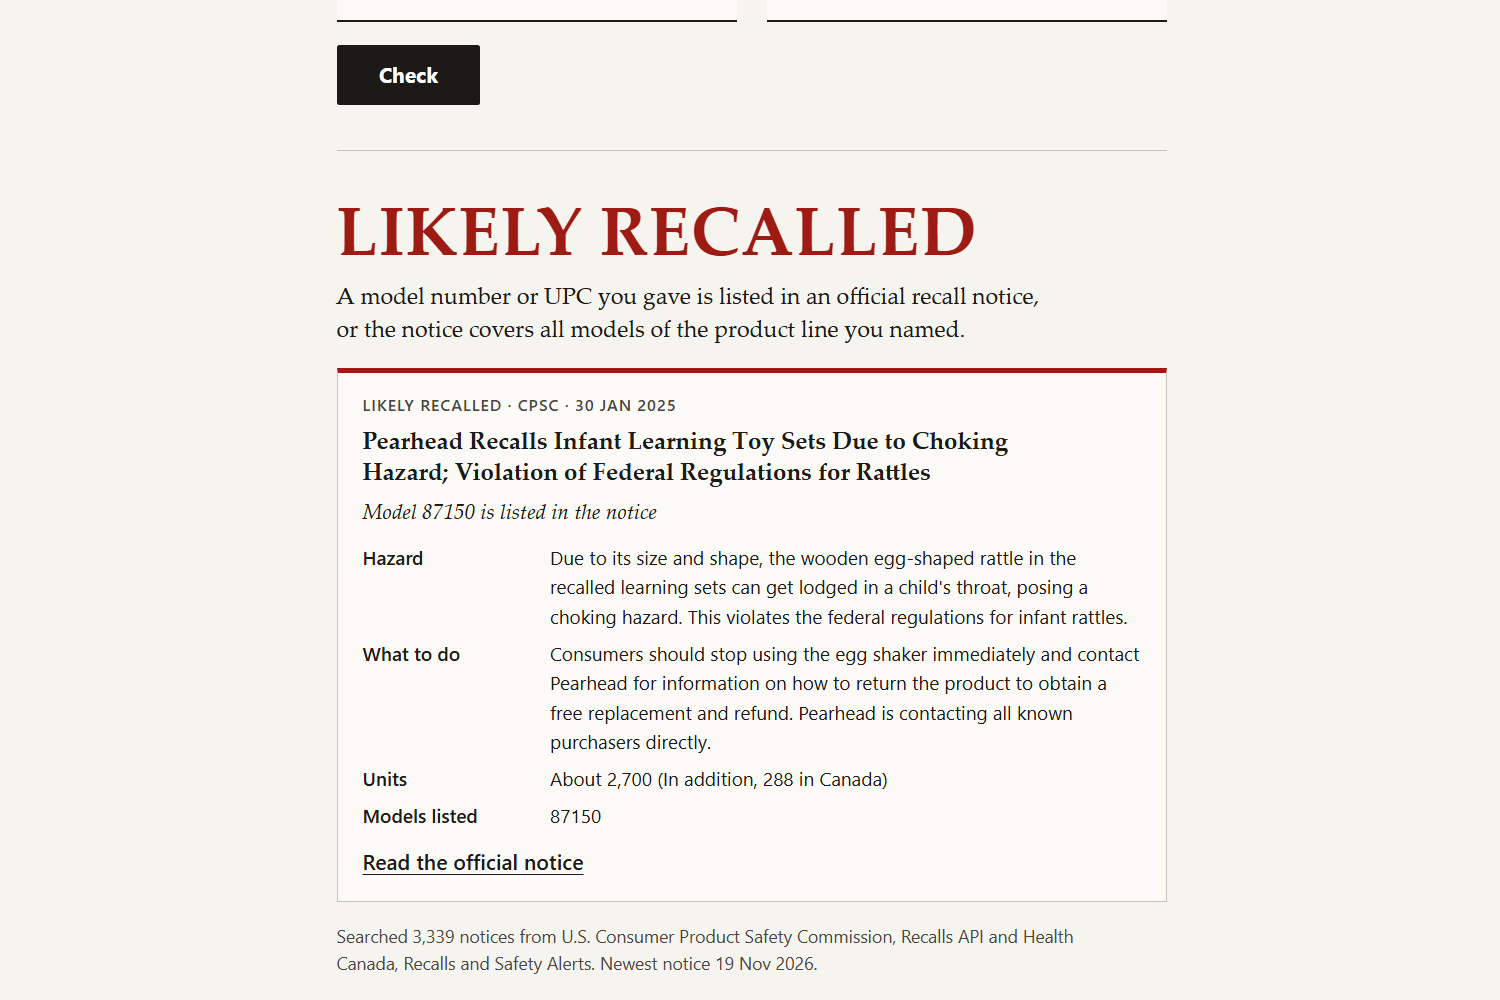 Check
LIKELY RECALLED
A model number or UPC you gave is listed in an official recall notice,
or the notice covers all models of the product line you named.
LIKELY RECALLED · CPSC · 30 JAN 2025
Pearhead Recalls Infant Learning Toy Sets Due to Choking
Hazard; Violation of Federal Regulations for Rattles
Model 87150 is listed in the notice
Hazard
Due to its size and shape, the wooden egg-shaped rattle in the
recalled learning sets can get lodged in a child's throat, posing a
choking hazard. This violates the federal regulations for infant rattles.
What to do
Consumers should stop using the egg shaker immediately and contact
Pearhead for information on how to return the product to obtain a
free replacement and refund. Pearhead is contacting all known
purchasers directly.
Units
About 2,700 (In addition, 288 in Canada)
Models listed
87150
Read the official notice
Searched 3,339 notices from U.S. Consumer Product Safety Commission, Recalls API and Health
Canada, Recalls and Safety Alerts. Newest notice 19 Nov 2026.